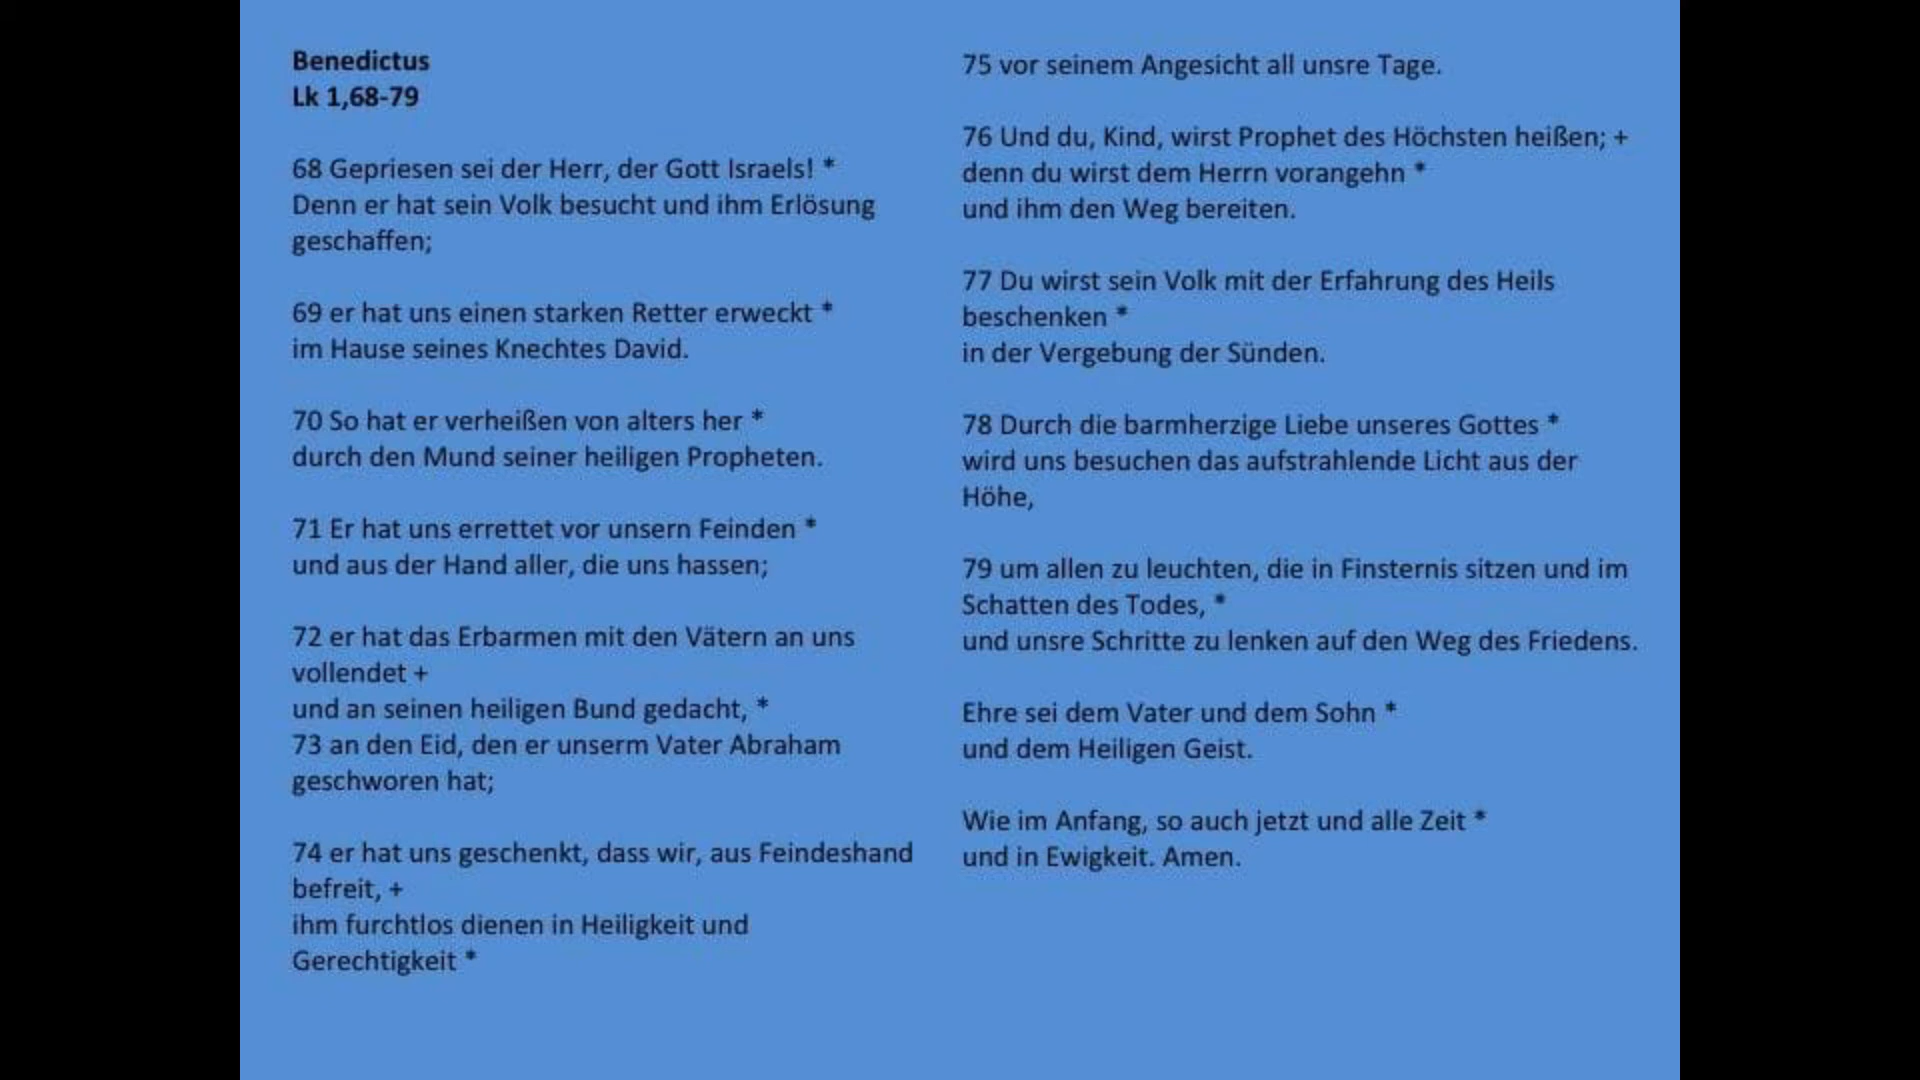 Benedictus
Lk 1,68-79
68 Gepriesen sei der Herr, der Gott Israels! *
Denn er hat sein Volk besucht und ihm Erlösung
geschaffen;
69 er hat uns einen starken Retter erweckt *
im Hause seines Knechtes David.
70 So hat er verheißen von alters her *
durch den Mund seiner heiligen Propheten.
71 Er hat uns errettet vor unsern Feinden *
und aus der Hand aller, die uns hassen;
72 er hat das Erbarmen mit den Vätern an uns
vollendet +
und an seinen heiligen Bund gedacht, *
73 an den Eid, den er unserm Vater Abraham
geschworen hat;
74 er hat uns geschenkt, dass wir, aus Feindeshand
befreit, +
ihm furchtlos dienen in Heiligkeit und
Gerechtigkeit *
75 vor seinem Angesicht all unsre Tage.
76 Und du, Kind, wirst Prophet des Höchsten heißen; +
denn du wirst dem Herrn vorangehn *
und ihm den Weg bereiten.
77 Du wirst sein Volk mit der Erfahrung des Heils
beschenken *
in der Vergebung der Sünden.
78 Durch die barmherzige Liebe unseres Gottes *
wird uns besuchen das aufstrahlende Licht aus der
Höhe,
79 um allen zu leuchten, die in Finsternis sitzen und im
Schatten des Todes, *
und unsre Schritte zu lenken auf den Weg des Friedens.
Ehre sei dem Vater und dem Sohn *
und dem Heiligen Geist.
Wie im Anfang, so auch jetzt und alle Zeit *
und in Ewigkeit. Amen.